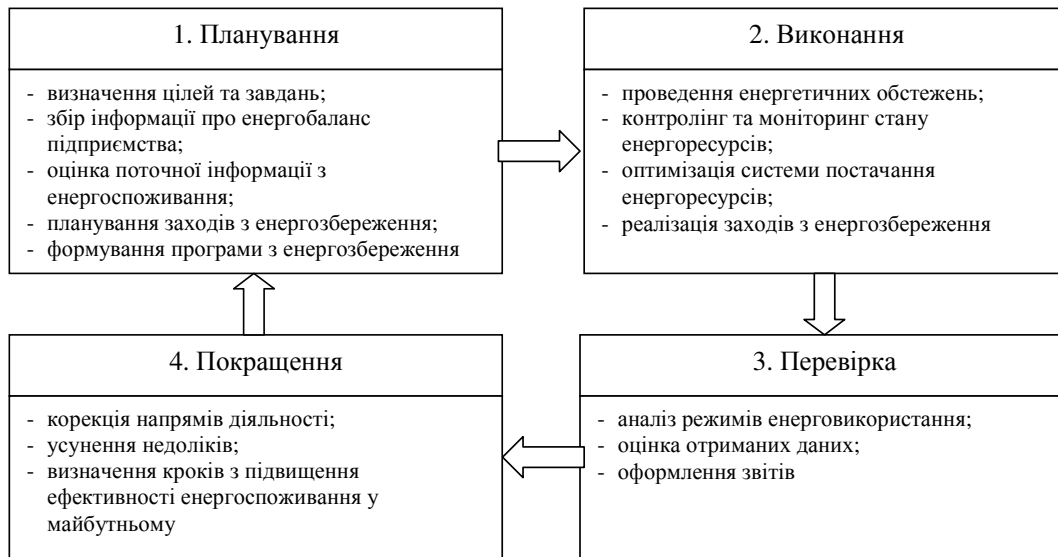 1. Планування
- визначення цілей та завдань;
- збір інформації про енергобаланс
підприємства;
- оцінка поточної інформації з
енергоспоживання;
- планування заходів з енергозбереження;
- формування програми з енергозбереження
2. Виконання
- проведення енергетичних обстежень;
- контролінг та моніторинг стану
енергоресурсів;
- оптимізація системи постачання
енергоресурсів;
- реалізація заходів з енергозбереження
3. Перевірка
- аналіз режимів енерговикористання;
- оцінка отриманих даних;
- оформлення звітів
4. Покращення
- корекція напрямів діяльності;
- усунення недоліків;
- визначення кроків з підвищення
ефективності енергоспоживання у
майбутньому